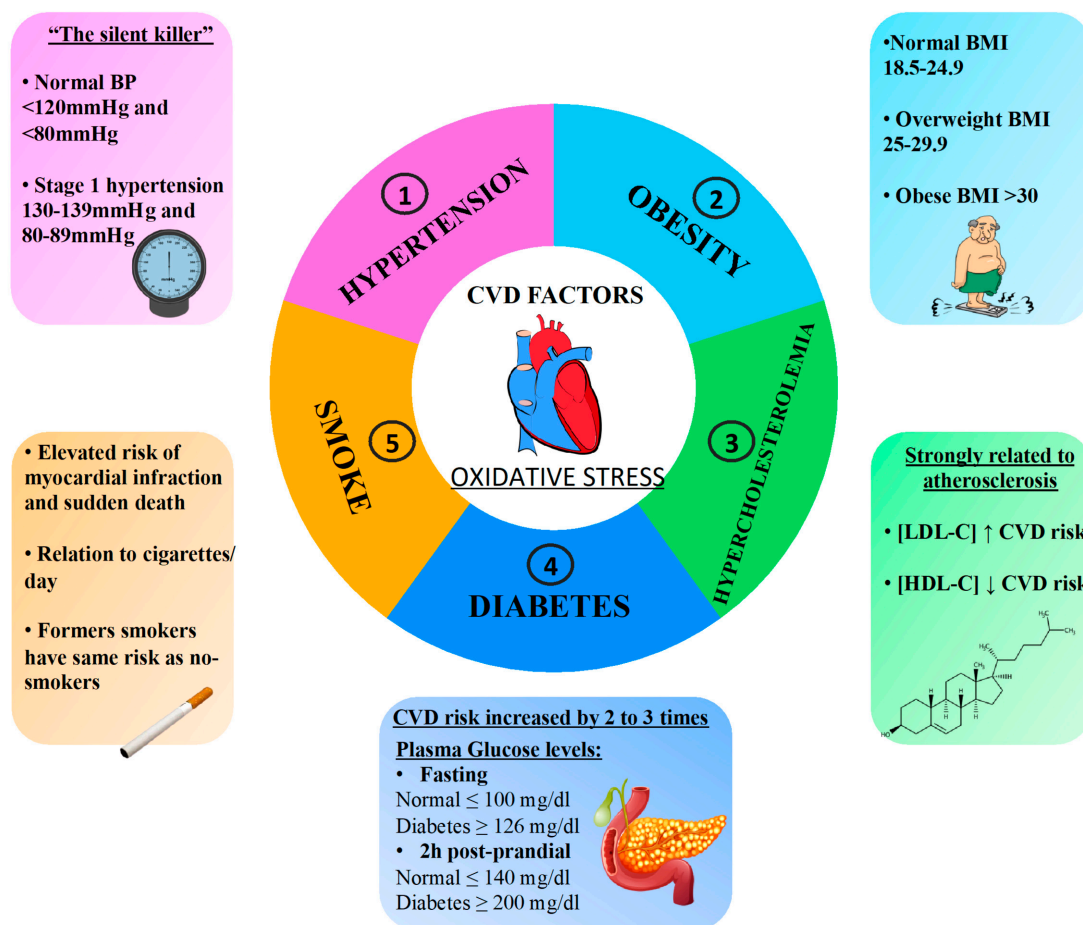 “The silent killer”
• Normal BP
<120mmHg and
<80mmHg
• Stage 1 hypertension
130-139mmHg and
80-89mmHg
•Normal BMI
18.5-24.9
• Overweight BMI
25-29.9
• Obese BMI >30
1
HYPERTENSION
2
OBESITY
CVD FACTORS
OXIDATIVE STRESS
3
HYPERCHOLESTEROLEMIA
4
DIABETES
5
SMOKE
• Elevated risk of
myocardial infraction
and sudden death
• Relation to cigarettes/
day
• Formers smokers
have same risk as no-
smokers
Strongly related to
atherosclerosis
• [LDL-C] ↑ CVD risk
• [HDL-C] ↓ CVD risk
H₃C
CH₃
H₃C
CH₃
H
H
H
H
HO
CVD risk increased by 2 to 3 times
Plasma Glucose levels:
• Fasting
Normal ≤ 100 mg/dl
Diabetes ≥ 126 mg/dl
• 2h post-prandial
Normal ≤ 140 mg/dl
Diabetes ≥ 200 mg/dl